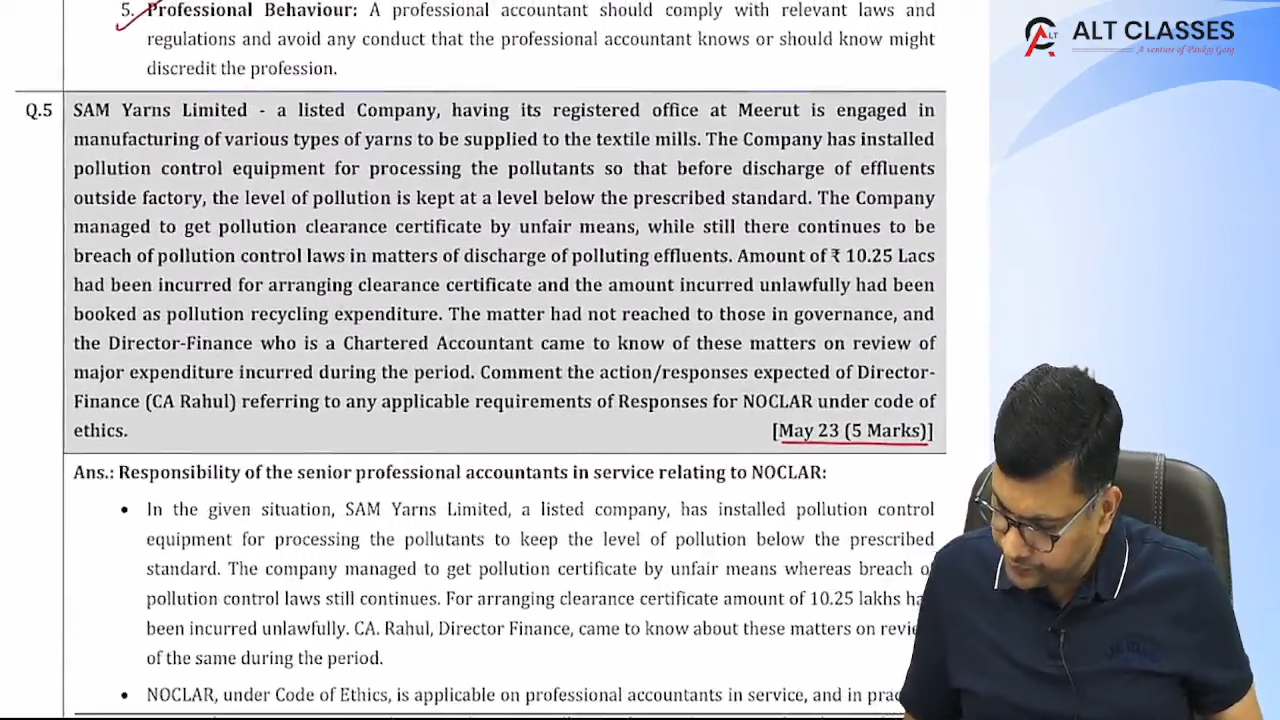 5. Professional Behaviour: A professional accountant should comply with relevant laws and
regulations and avoid any conduct that the professional accountant knows or should know might
discredit the profession.
ALT
ALT CLASSES
A venture of Pankaj Garg
Q.5
SAM Yarns Limited - a listed Company, having its registered office at Meerut is engaged in
manufacturing of various types of yarns to be supplied to the textile mills. The Company has installed
pollution control equipment for processing the pollutants so that before discharge of effluents
outside factory, the level of pollution is kept at a level below the prescribed standard. The Company
managed to get pollution clearance certificate by unfair means, while still there continues to be
breach of pollution control laws in matters of discharge of polluting effluents. Amount of ₹ 10.25 Lacs
had been incurred for arranging clearance certificate and the amount incurred unlawfully had been
booked as pollution recycling expenditure. The matter had not reached to those in governance, and
the Director-Finance who is a Chartered Accountant came to know of these matters on review of
major expenditure incurred during the period. Comment the action/responses expected of Director-
Finance (CA Rahul) referring to any applicable requirements of Responses for NOCLAR under code of
ethics. [May 23 (5 Marks)]
Ans.: Responsibility of the senior professional accountants in service relating to NOCLAR:
• In the given situation, SAM Yarns Limited, a listed company, has installed pollution control
equipment for processing the pollutants to keep the level of pollution below the prescribed
standard. The company managed to get pollution certificate by unfair means whereas breach
pollution control laws still continues. For arranging clearance certificate amount of 10.25 lakhs
been incurred unlawfully. CA. Rahul, Director Finance, came to know about these matters on
of the same during the period.
• NOCLAR, under Code of Ethics, is applicable on professional accountants in service, and in